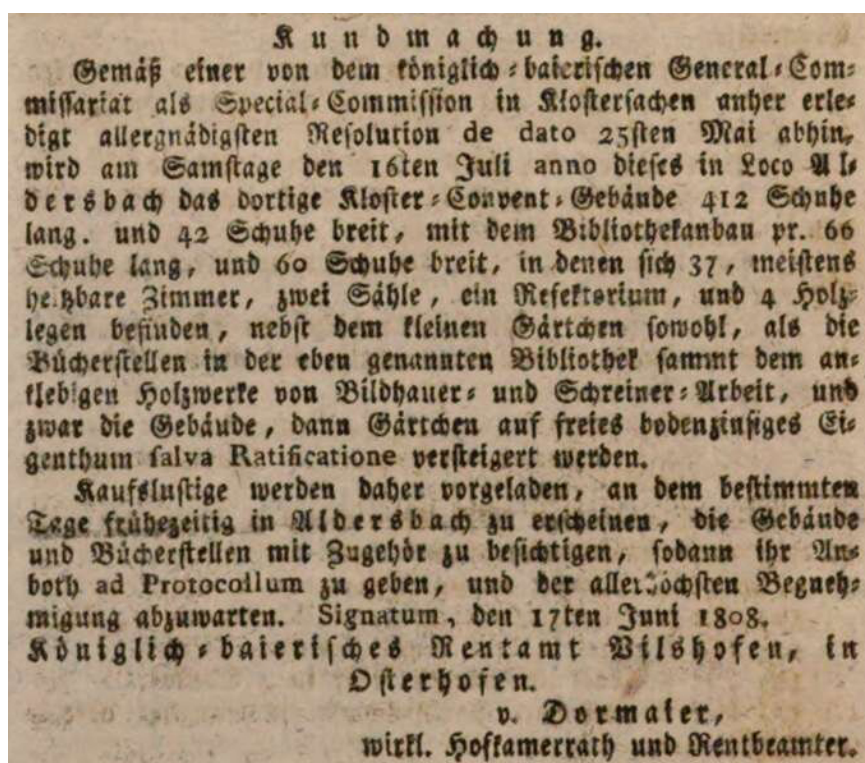 Kundmachung.
Gemäß einer von dem königlich-baierischen General-Com-
missariat als Special-Commission in Klostersachen anher erle-
digt allergnädigsten Resolution de dato 25sten Mai abhin,
wird am Samstage den 16ten Juli anno dieses in Loco Al-
dersbach das dortige Kloster-Convent-Gebäude 412 Schuhe
lang. und 42 Schuhe breit, mit dem Bibliothekanbau pr. 66
Schuhe lang, und 60 Schuhe breit, in denen sich 37, meistens
heitzbare Zimmer, zwei Sähle, ein Refektorium, und 4 Holz-
legen befinden, nebst dem kleinen Gärtchen sowohl, als die
Bücherstellen in der eben genannten Bibliothek sammt dem an-
klebigen Holzwerke von Bildhauer- und Schreiner-Arbeit, und
zwar die Gebäude, dann Gärtchen auf freies bodenzinsiges Ei-
genthum salva Ratificatione versteigert werden.
Kaufslustige werden daher vorgeladen, an dem bestimmten
Tage frühezeitig in Aldersbach zu erscheinen, die Gebäude
und Bücherstellen mit Zugehör zu besichtigen, sodann ihr An-
both ad Protocollum zu geben, und der allerhöchsten Begneh-
migung abzuwarten. Signatum, den 17ten Juni 1808.
Königlich-baierisches Rentamt Vilshofen, in
Osterhofen.
v. Dormaier,
wirkl. Hofkamerrath und Rentbeamter.